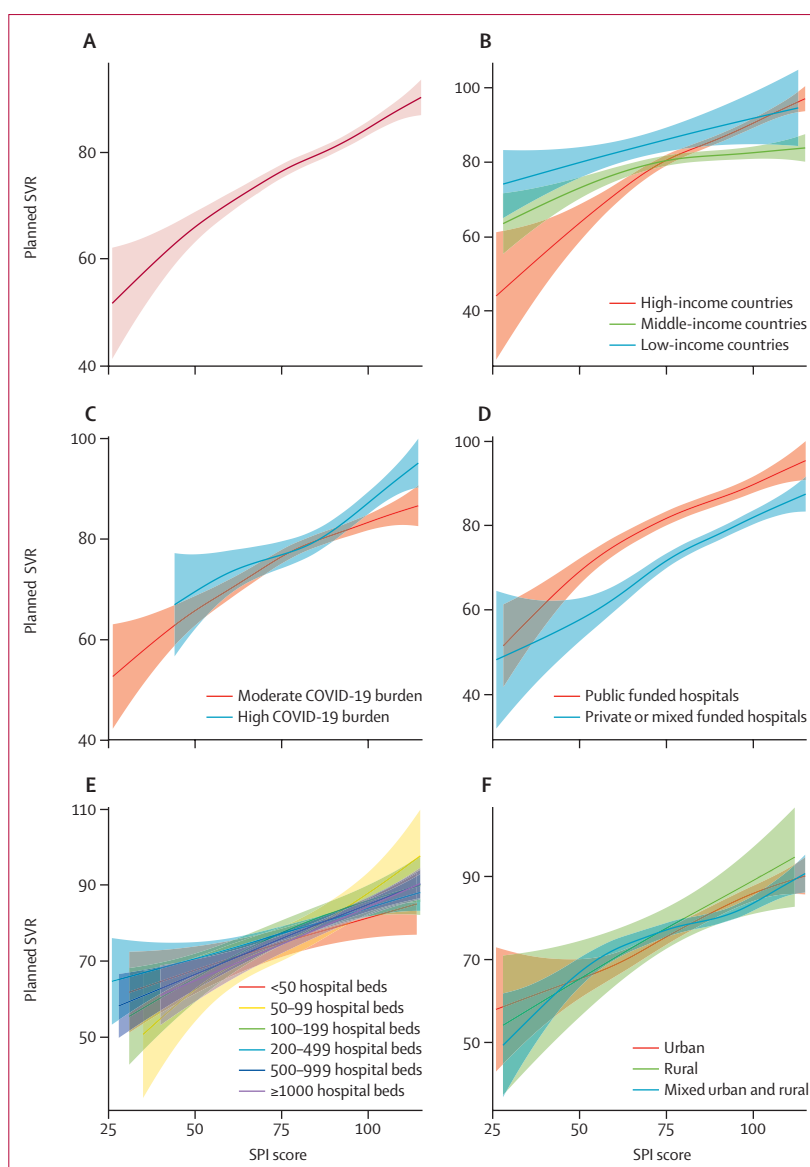 A
Planned SVR
80
60
40
25
50
75
100
B
100
80
60
40
High-income countries
Middle-income countries
Low-income countries
C
Planned SVR
100
80
60
40
Moderate COVID-19 burden
High COVID-19 burden
D
100
80
60
40
Public funded hospitals
Private or mixed funded hospitals
E
Planned SVR
110
90
70
50
<50 hospital beds
50–99 hospital beds
100–199 hospital beds
200–499 hospital beds
500–999 hospital beds
≥1000 hospital beds
25
50
75
100
SPI score
F
90
70
50
Urban
Rural
Mixed urban and rural
25
50
75
100
SPI score